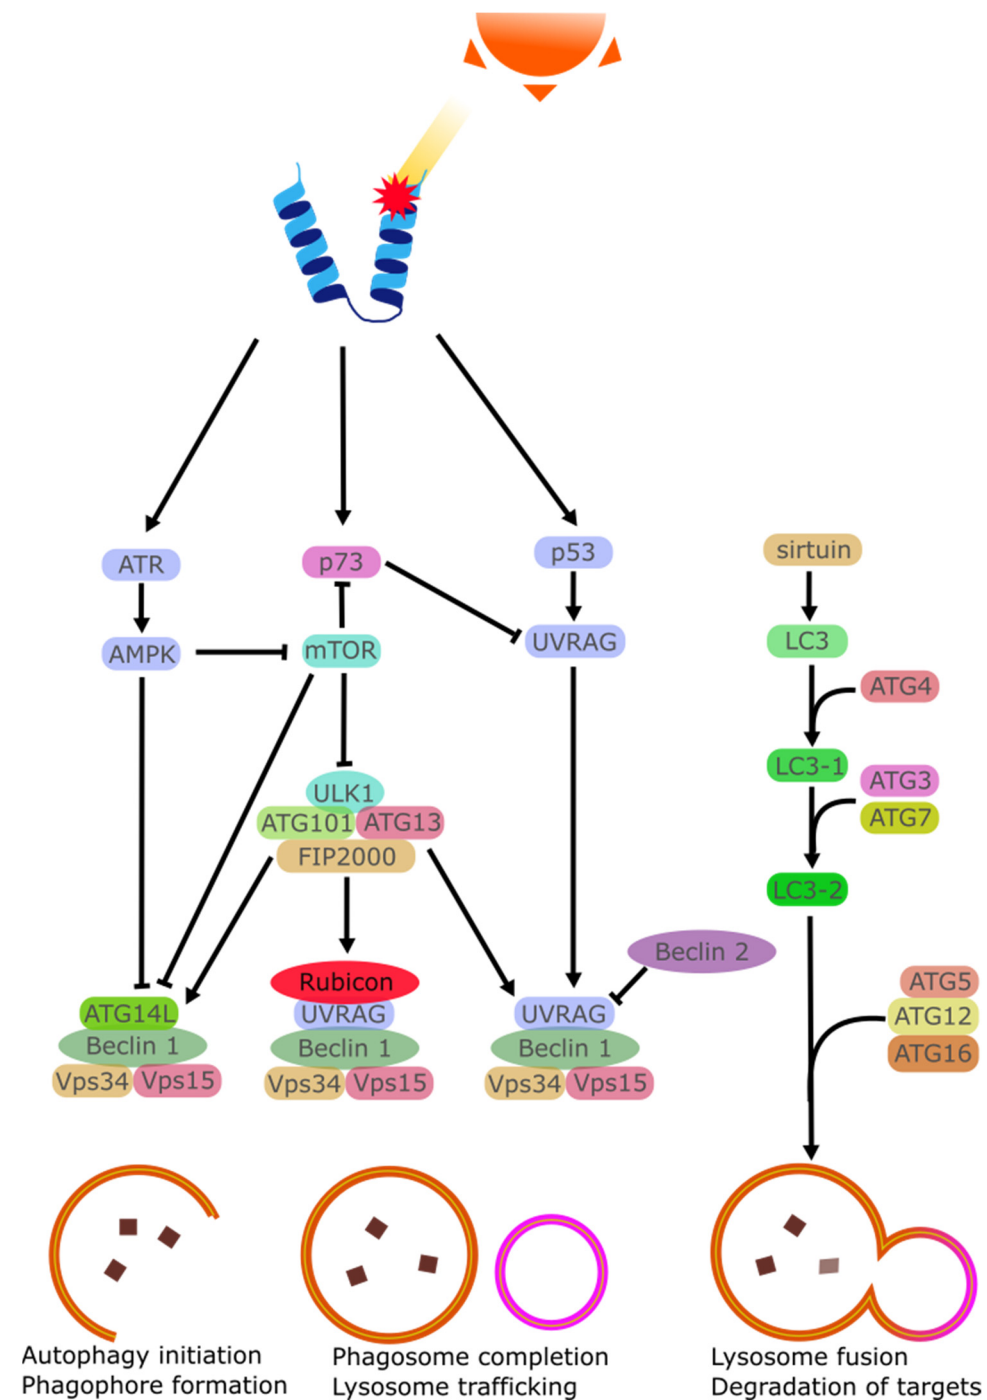 ATR
p73
p53
sirtuin
AMPK
mTOR
UVRAG
LC3
ATG4
LC3-1
ATG3
ATG7
ULK1
ATG101
ATG13
FIP2000
LC3-2
Beclin 2
Rubicon
ATG14L
UVRAG
UVRAG
Beclin 1
Beclin 1
Beclin 1
Vps34
Vps15
Vps34
Vps15
Vps34
Vps15
ATG5
ATG12
ATG16
Autophagy initiation
Phagophore formation
Phagosome completion
Lysosome trafficking
Lysosome fusion
Degradation of targets